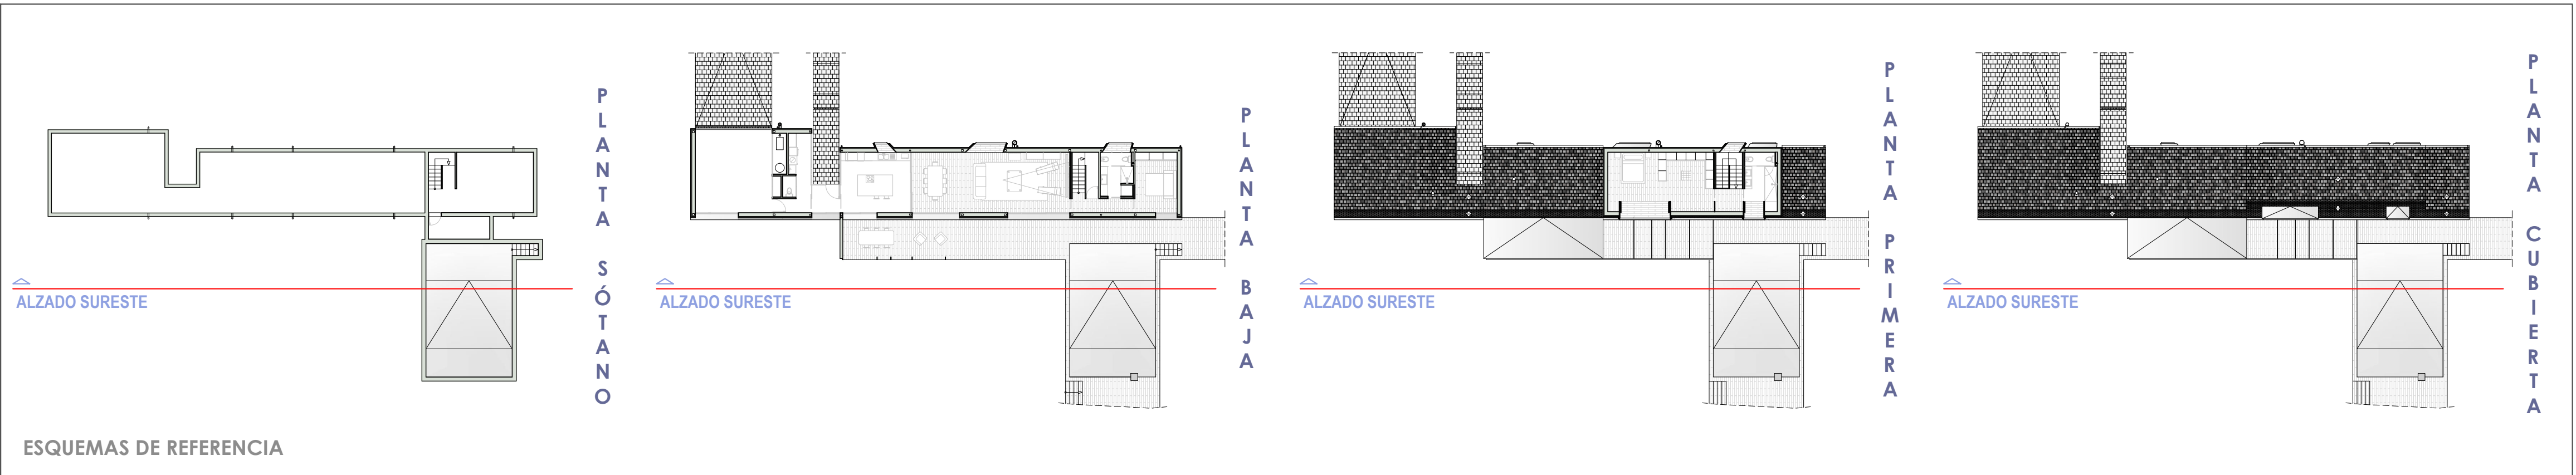 PLANTA SÓTANO
ALZADO SURESTE
PLANTA BAJA
ALZADO SURESTE
PLANTA PRIMERA
ALZADO SURESTE
PLANTA CUBIERTA
ALZADO SURESTE
ESQUEMAS DE REFERENCIA